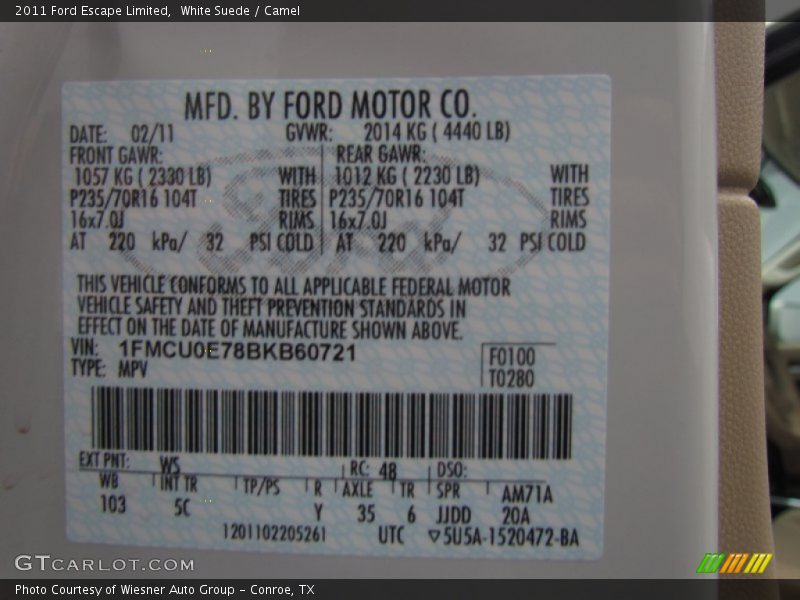 2011 Ford Escape Limited,  White Suede / Camel
MFD. BY FORD MOTOR CO.
DATE: 02/11 GVWR: 2014 KG ( 4440 LB)
FRONT GAWR: REAR GAWR:
1057 KG ( 2330 LB) WITH 1012 KG ( 2230 LB) WITH
P235/70R16 104T TIRES P235/70R16 104T TIRES
16x7.0J RIMS 16x7.0J RIMS
AT 220 kPa/ 32 PSI COLD AT 220 kPa/ 32 PSI COLD
THIS VEHICLE CONFORMS TO ALL APPLICABLE FEDERAL MOTOR
VEHICLE SAFETY AND THEFT PREVENTION STANDARDS IN
EFFECT ON THE DATE OF MANUFACTURE SHOWN ABOVE.
VIN: 1FMCU0E78BKB60721 F0100
TYPE: MPV T0280
EXT PNT: WS RC: 48 DSO:
WB INT TR TP/PS R AXLE TR SPR AM71A
103 5C Y 35 6 JJDD 20A
1201102205261 UTC ▽5U5A-1520472-BA
GTCARLOT.COM
Photo Courtesy of Wiesner Auto Group – Conroe, TX